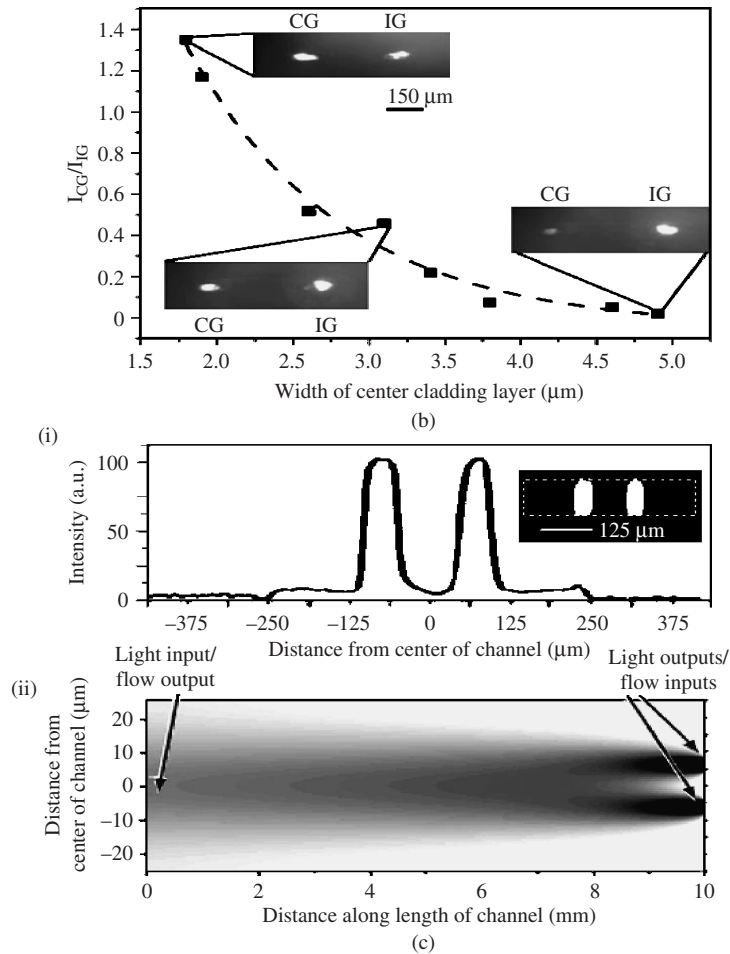 CG IG
150 μm
CG IG
CG IG
I_CG/I_IG
1.4
1.2
1.0
0.8
0.6
0.4
0.2
0
1.5 2.0 2.5 3.0 3.5 4.0 4.5 5.0
Width of center cladding layer (μm)
(b)
(i)
Intensity (a.u.)
100
50
0
125 μm
−375 −250 −125 0 125 250 375
Distance from center of channel (μm)
Light input/
flow output
Light outputs/
flow inputs
(ii)
Distance from
center of channel (μm)
20
10
0
−10
−20
0 2 4 6 8 10
Distance along length of channel (mm)
(c)